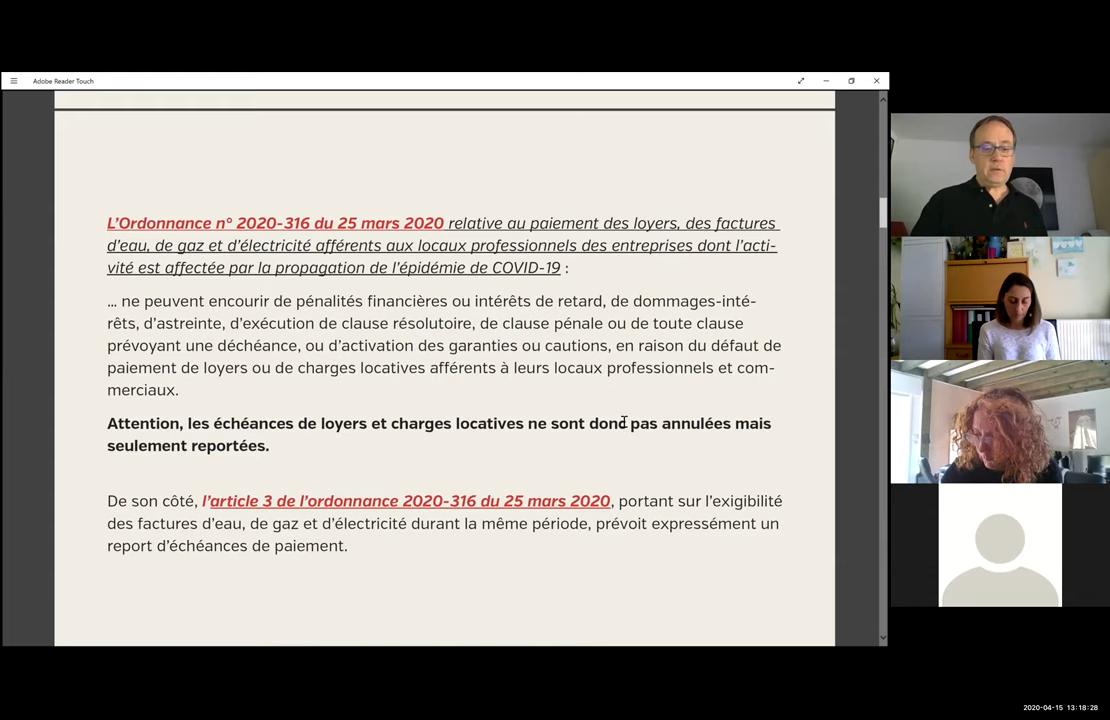 Adobe Reader Touch
L'Ordonnance n° 2020-316 du 25 mars 2020 relative au paiement des loyers, des factures
d'eau, de gaz et d'électricité afférents aux locaux professionnels des entreprises dont l'acti-
vité est affectée par la propagation de l'épidémie de COVID-19 :
... ne peuvent encourir de pénalités financières ou intérêts de retard, de dommages-inté-
rêts, d'astreinte, d'exécution de clause résolutoire, de clause pénale ou de toute clause
prévoyant une déchéance, ou d'activation des garanties ou cautions, en raison du défaut de
paiement de loyers ou de charges locatives afférents à leurs locaux professionnels et com-
merciaux.
Attention, les échéances de loyers et charges locatives ne sont donc pas annulées mais
seulement reportées.
De son côté, l'article 3 de l'ordonnance 2020-316 du 25 mars 2020, portant sur l'exigibilité
des factures d'eau, de gaz et d'électricité durant la même période, prévoit expressément un
report d'échéances de paiement.
2020-04-15 13:18:28